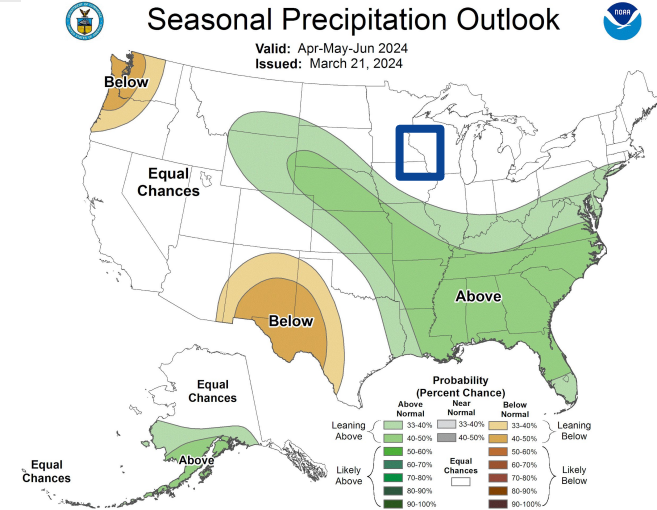 Seasonal Precipitation Outlook
NOAA
Valid: Apr-May-Jun 2024
Issued: March 21, 2024
Below
Equal
Chances
Above
Below
Equal
Chances
Above
Equal
Chances
Probability
(Percent Chance)
Above
Normal
Near
Normal
Below
Normal
Leaning
Above
33-40%
40-50%
33-40%
40-50%
33-40%
40-50%
Leaning
Below
Likely
Above
50-60%
60-70%
70-80%
80-90%
90-100%
Equal
Chances
50-60%
60-70%
70-80%
80-90%
90-100%
Likely
Below